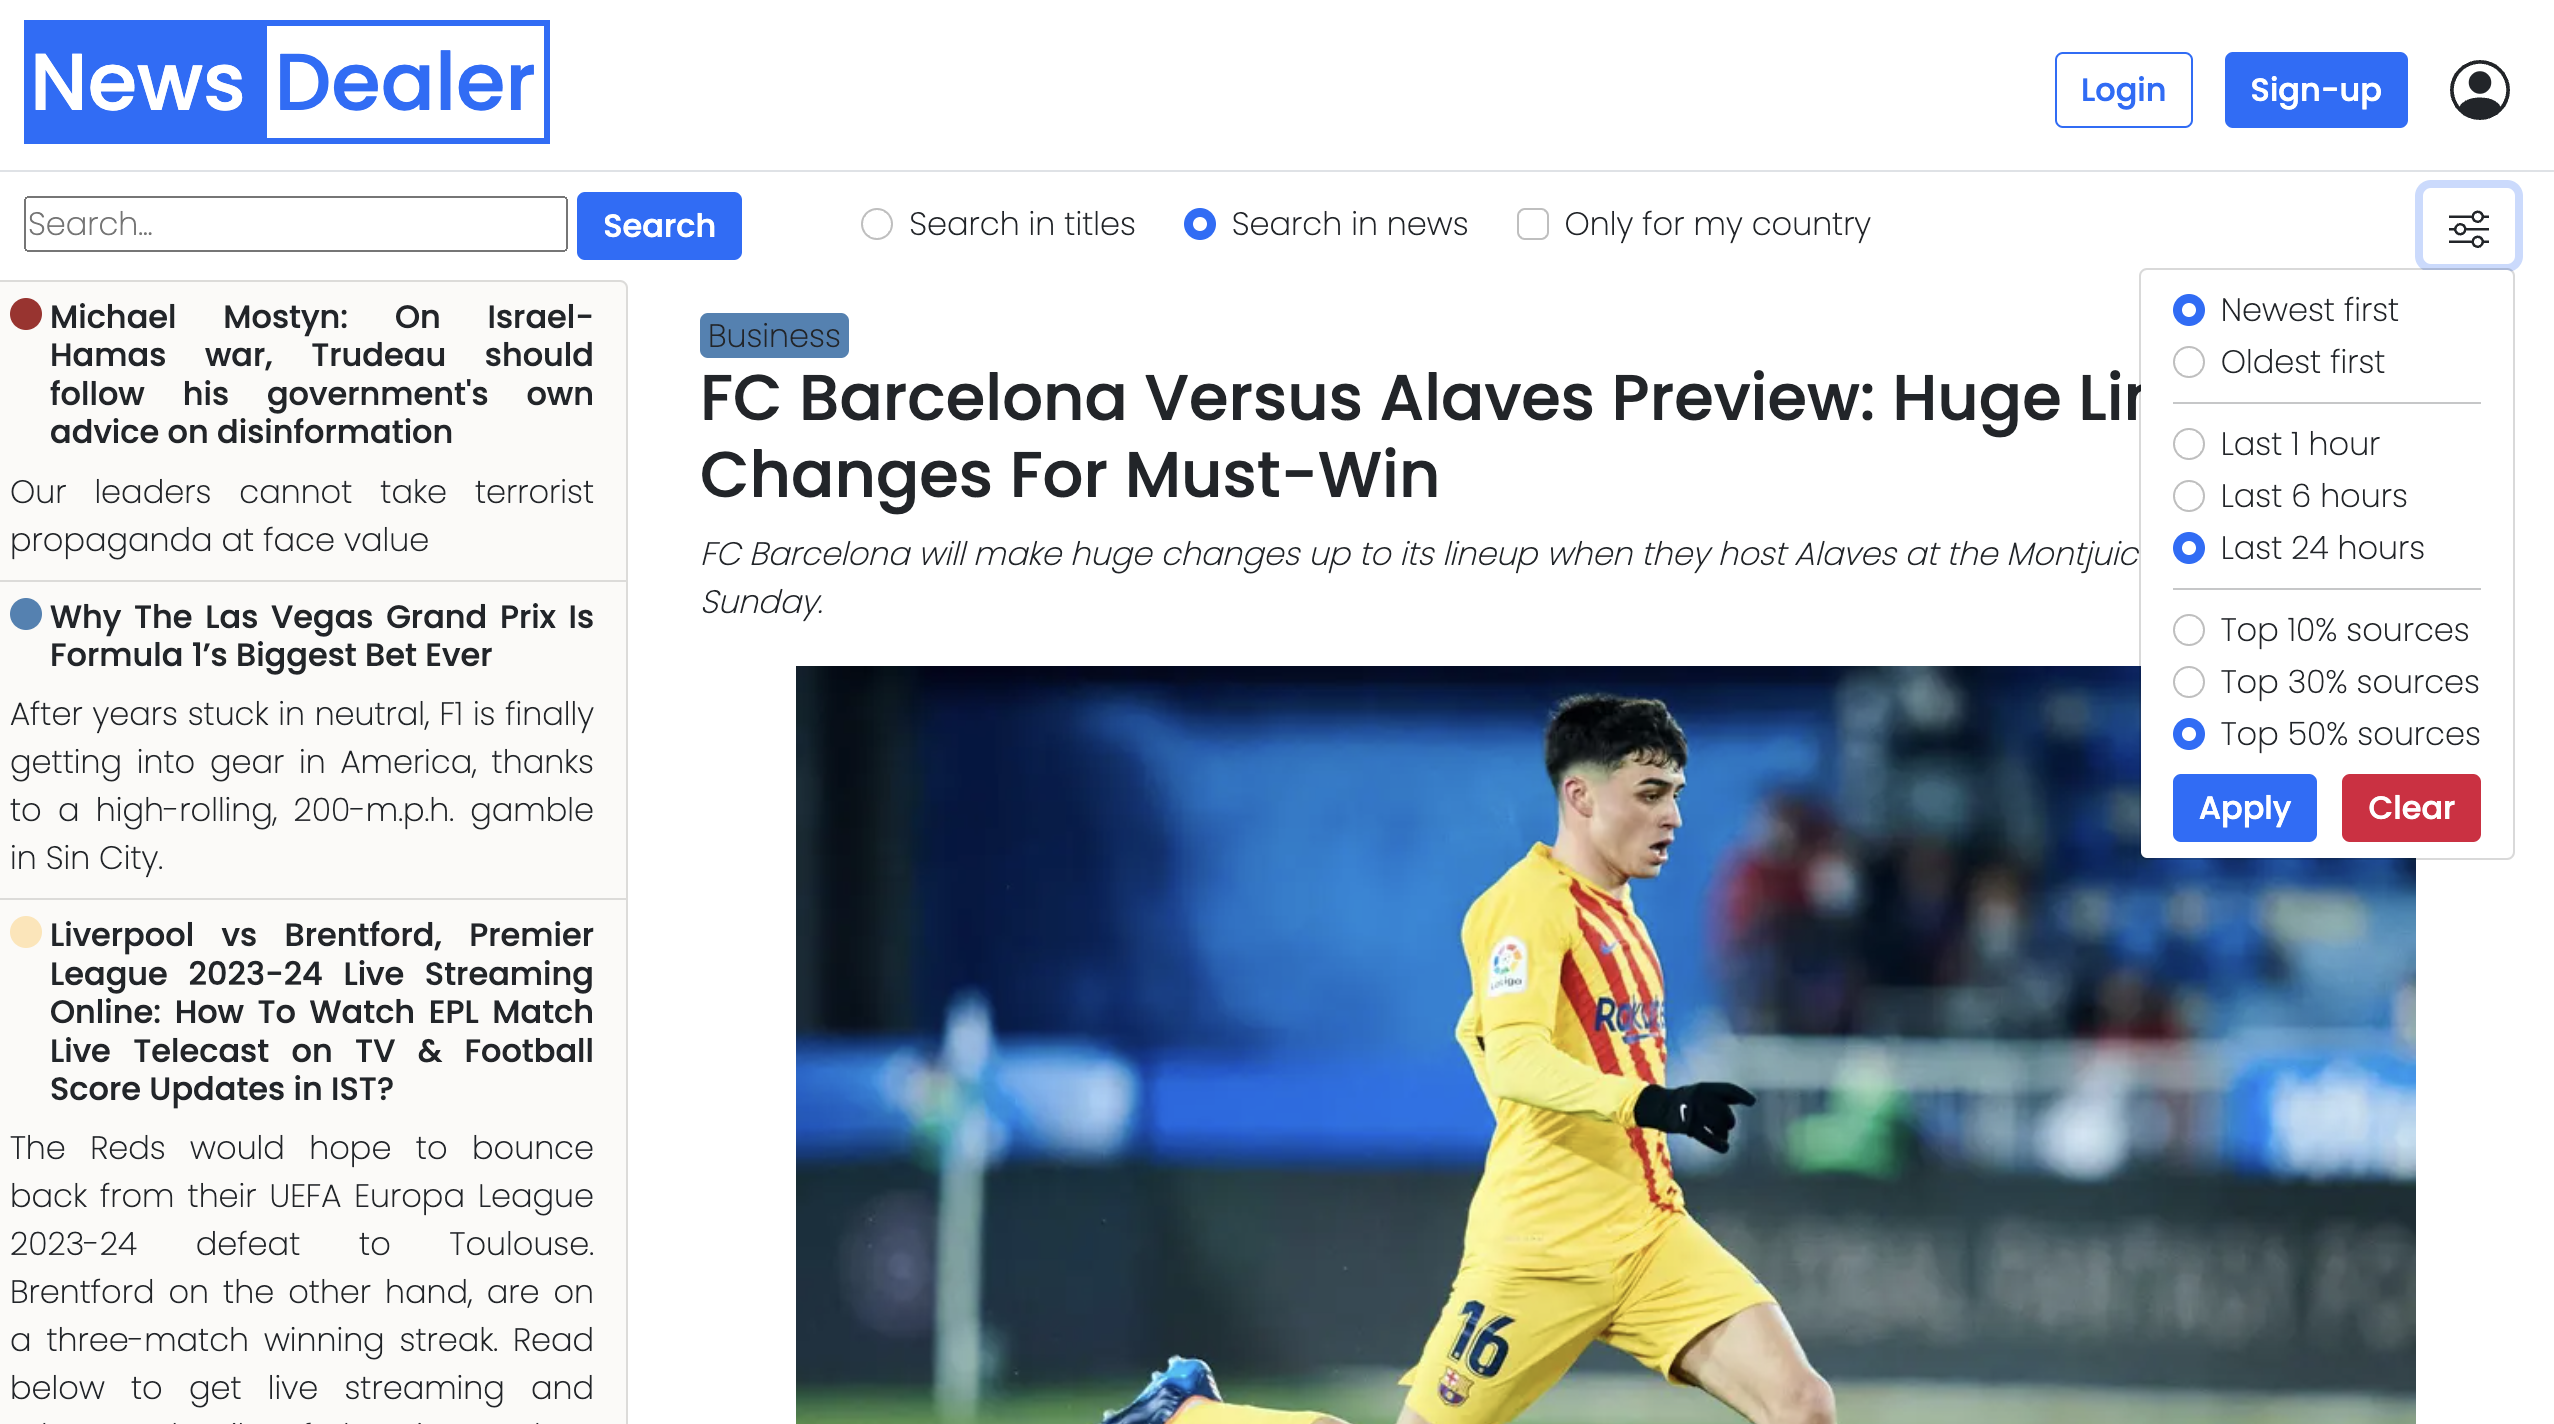 News Dealer
Login
Sign-up
Search...
Search
Search in titles
Search in news
Only for my country
Michael Mostyn: On Israel-
Hamas war, Trudeau should
follow his government's own
advice on disinformation
Our leaders cannot take terrorist
propaganda at face value
Why The Las Vegas Grand Prix Is
Formula 1’s Biggest Bet Ever
After years stuck in neutral, F1 is finally
getting into gear in America, thanks
to a high-rolling, 200-m.p.h. gamble
in Sin City.
Liverpool vs Brentford, Premier
League 2023-24 Live Streaming
Online: How To Watch EPL Match
Live Telecast on TV & Football
Score Updates in IST?
The Reds would hope to bounce
back from their UEFA Europa League
2023-24 defeat to Toulouse.
Brentford on the other hand, are on
a three-match winning streak. Read
below to get live streaming and
Business
FC Barcelona Versus Alaves Preview: Huge
Changes For Must-Win
FC Barcelona will make huge changes up to its lineup when they host Alaves at the Montjuic
Sunday.
LaLiga
16
Newest first
Oldest first
Last 1 hour
Last 6 hours
Last 24 hours
Top 10% sources
Top 30% sources
Top 50% sources
Apply
Clear